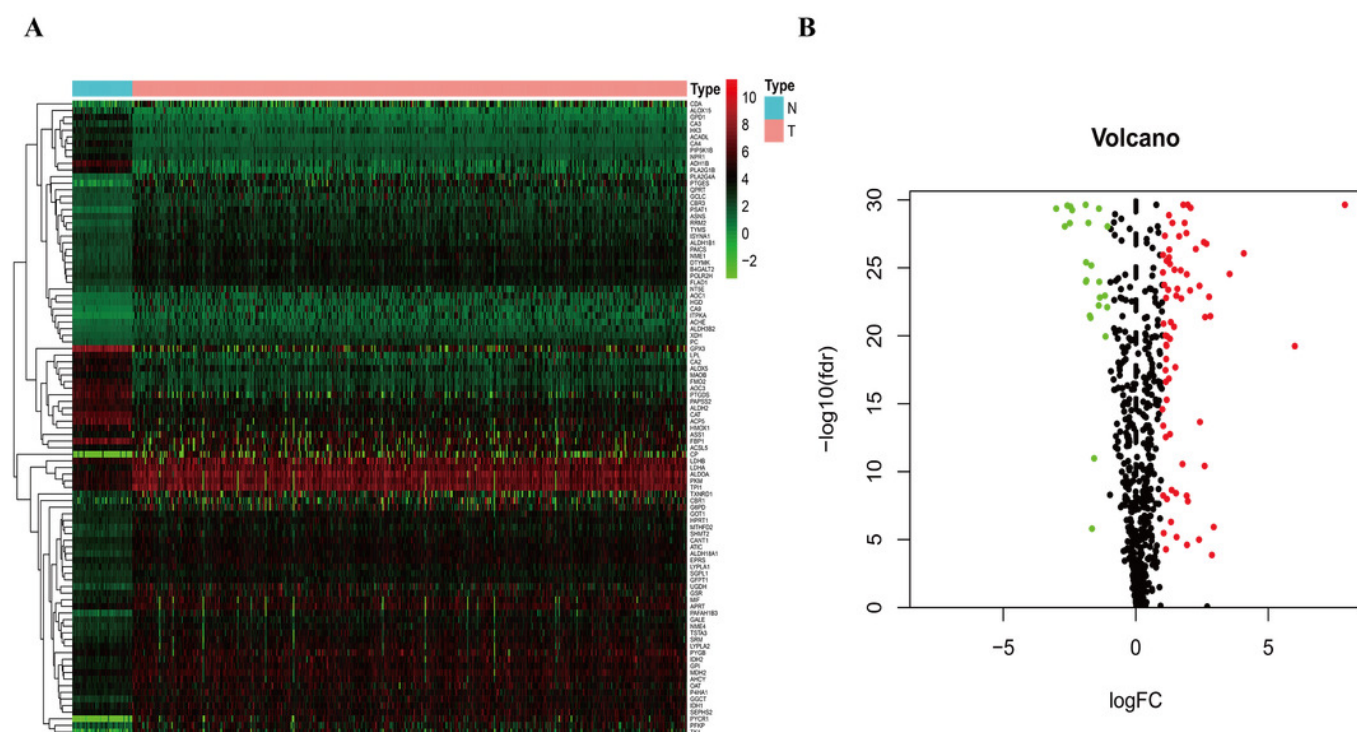 A
B
Type
CDA
ALOX15
GPD1
CA3
HK3
ACADL
CA4
PIP5K1B
NPR1
ADH1B
PLA2G1B
PLA2G4A
PTGES
QPRT
GCLC
CBR3
PSAT1
ASNS
RRM2
TYMS
ISYNA1
ALDH1B1
PAICS
NME1
DTYMK
B4GALT2
POLR2H
FLAD1
NT5E
AOC1
HGD
CA9
ITPKA
ACHE
ALDH3B2
XDH
PC
GPX3
LPL
CA2
ALOX5
MAOB
FMO2
AOC3
PTGDS
PAPSS2
ALDH2
CAT
ACP5
HMOX1
ASS1
FBP1
ACSL5
CP
LDHB
LDHA
ALDOA
PKM
TPI1
TXNRD1
CBR1
G6PD
GOT1
HPRT1
MTHFD2
SHMT2
CANT1
ATIC
ALDH18A1
EPRS
LYPLA1
SGPL1
GFPT1
UGDH
GSR
MIF
APRT
PAFAH1B3
GALE
NME4
TSTA3
SRM
LYPLA2
PYGB
IDH2
GPI
MDH2
AHCY
OAT
P4HA1
GGCT
IDH1
SEPHS2
PYCR1
PFKP
10
8
6
4
2
0
−2
Type
N
T
Volcano
−log10(fdr)
30
25
20
15
10
5
0
−5
0
5
logFC